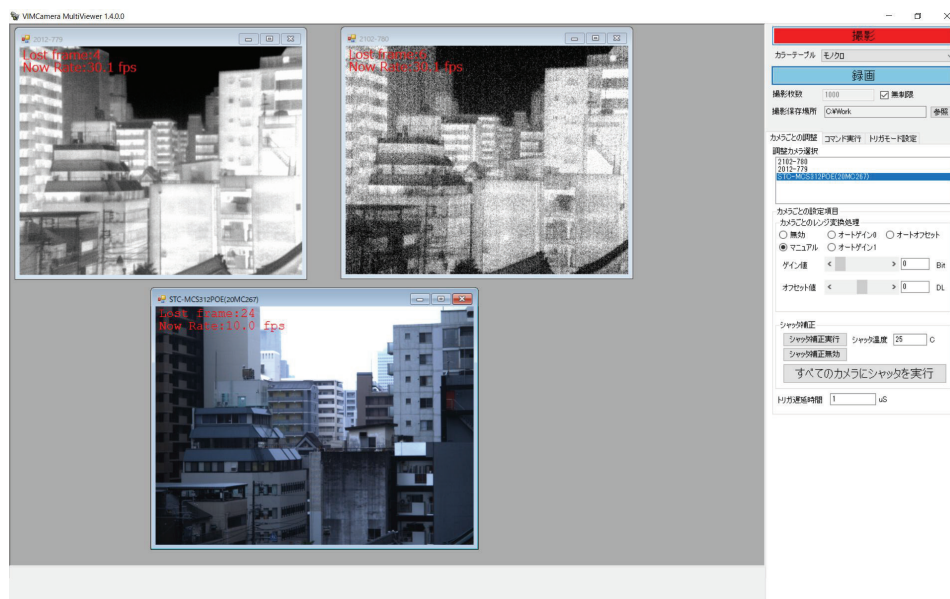 VIMCamera MultiViewer 1.4.0.0
2012-779
Lost frame:4
Now Rate:30.1 fps
2102-780
Lost frame:6
Now Rate:30.1 fps
STC-MCS312POE(20MC267)
Lost frame:24
Now Rate:10.0 fps
撮影
カラーテーブル モノクロ
録画
撮影枚数 1000 無制限
撮影保存場所 C:¥Work 参照
カメラごとの調整 コマンド実行 トリガモード設定
調整カメラ選択
2102-780
2012-779
STC-MCS312POE(20MC267)
カメラごとの設定項目
カメラごとのレンジ変換処理
無効 オートゲイン0 オートオフセット
マニュアル オートゲイン1
ゲイン値 < > 0 Bit
オフセット値 < > 0 DL
シャッタ補正
シャッタ補正実行 シャッタ温度 25 C
シャッタ補正無効
すべてのカメラにシャッタを実行
トリガ遅延時間 1 uS